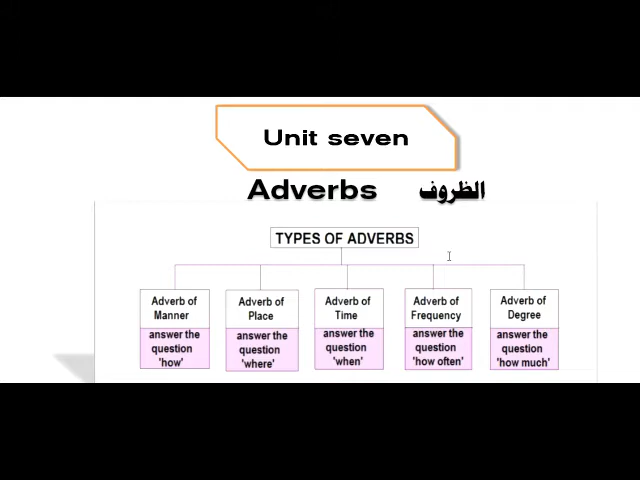 Unit seven
Adverbs الظروف
TYPES OF ADVERBS
Adverb of
Manner
answer the
question
'how'
Adverb of
Place
answer the
question
'where'
Adverb of
Time
answer the
question
'when'
Adverb of
Frequency
answer the
question
'how often'
Adverb of
Degree
answer the
question
'how much'